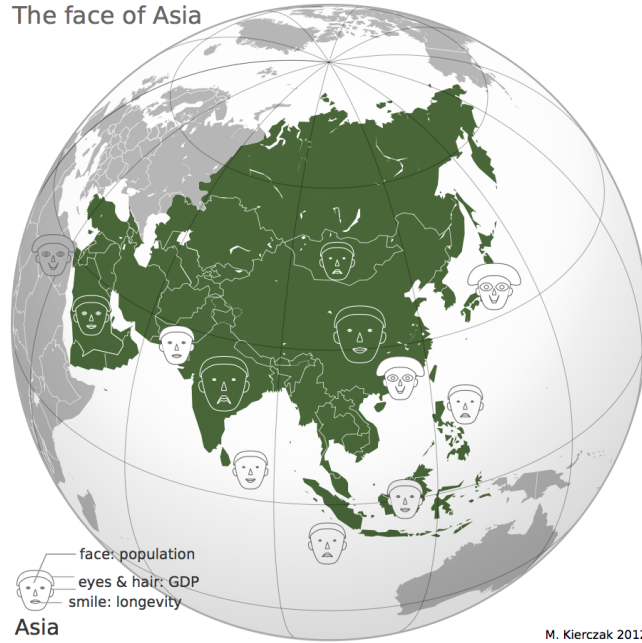 The face of Asia
face: population
eyes & hair: GDP
smile: longevity
Asia
M. Kierczak 2012